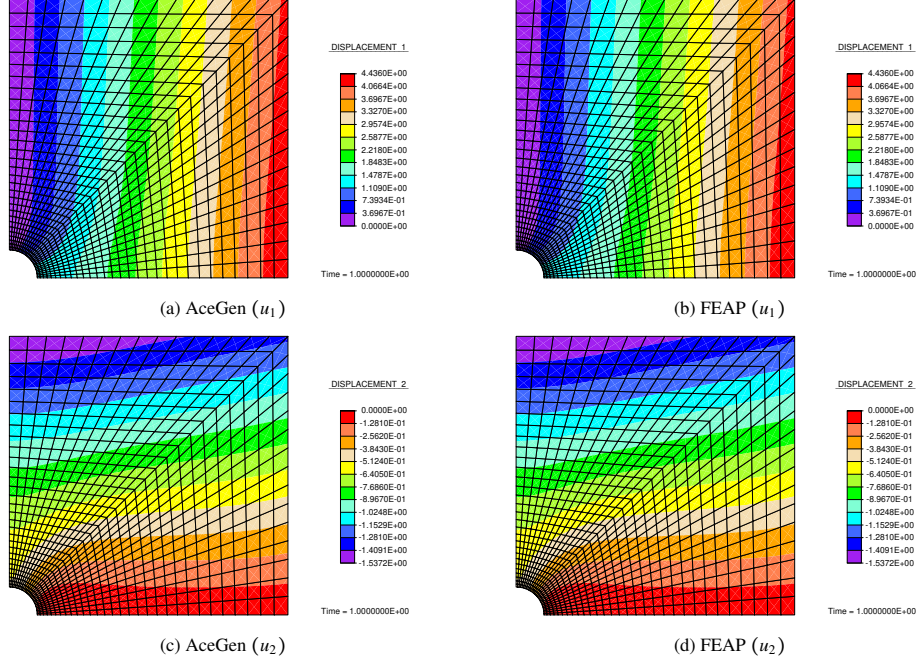 DISPLACEMENT 1
4.4360E+00
4.0664E+00
3.6967E+00
3.3270E+00
2.9574E+00
2.5877E+00
2.2180E+00
1.8483E+00
1.4787E+00
1.1090E+00
7.3934E-01
3.6967E-01
0.0000E+00
Time = 1.0000000E+00
(a) AceGen (u1)
DISPLACEMENT 1
4.4360E+00
4.0664E+00
3.6967E+00
3.3270E+00
2.9574E+00
2.5877E+00
2.2180E+00
1.8483E+00
1.4787E+00
1.1090E+00
7.3934E-01
3.6967E-01
0.0000E+00
Time = 1.0000000E+00
(b) FEAP (u1)
DISPLACEMENT 2
0.0000E+00
-1.2810E-01
-2.5620E-01
-3.8430E-01
-5.1240E-01
-6.4050E-01
-7.6860E-01
-8.9670E-01
-1.0248E+00
-1.1529E+00
-1.2810E+00
-1.4091E+00
-1.5372E+00
Time = 1.0000000E+00
(c) AceGen (u2)
DISPLACEMENT 2
0.0000E+00
-1.2810E-01
-2.5620E-01
-3.8430E-01
-5.1240E-01
-6.4050E-01
-7.6860E-01
-8.9670E-01
-1.0248E+00
-1.1529E+00
-1.2810E+00
-1.4091E+00
-1.5372E+00
Time = 1.0000000E+00
(d) FEAP (u2)